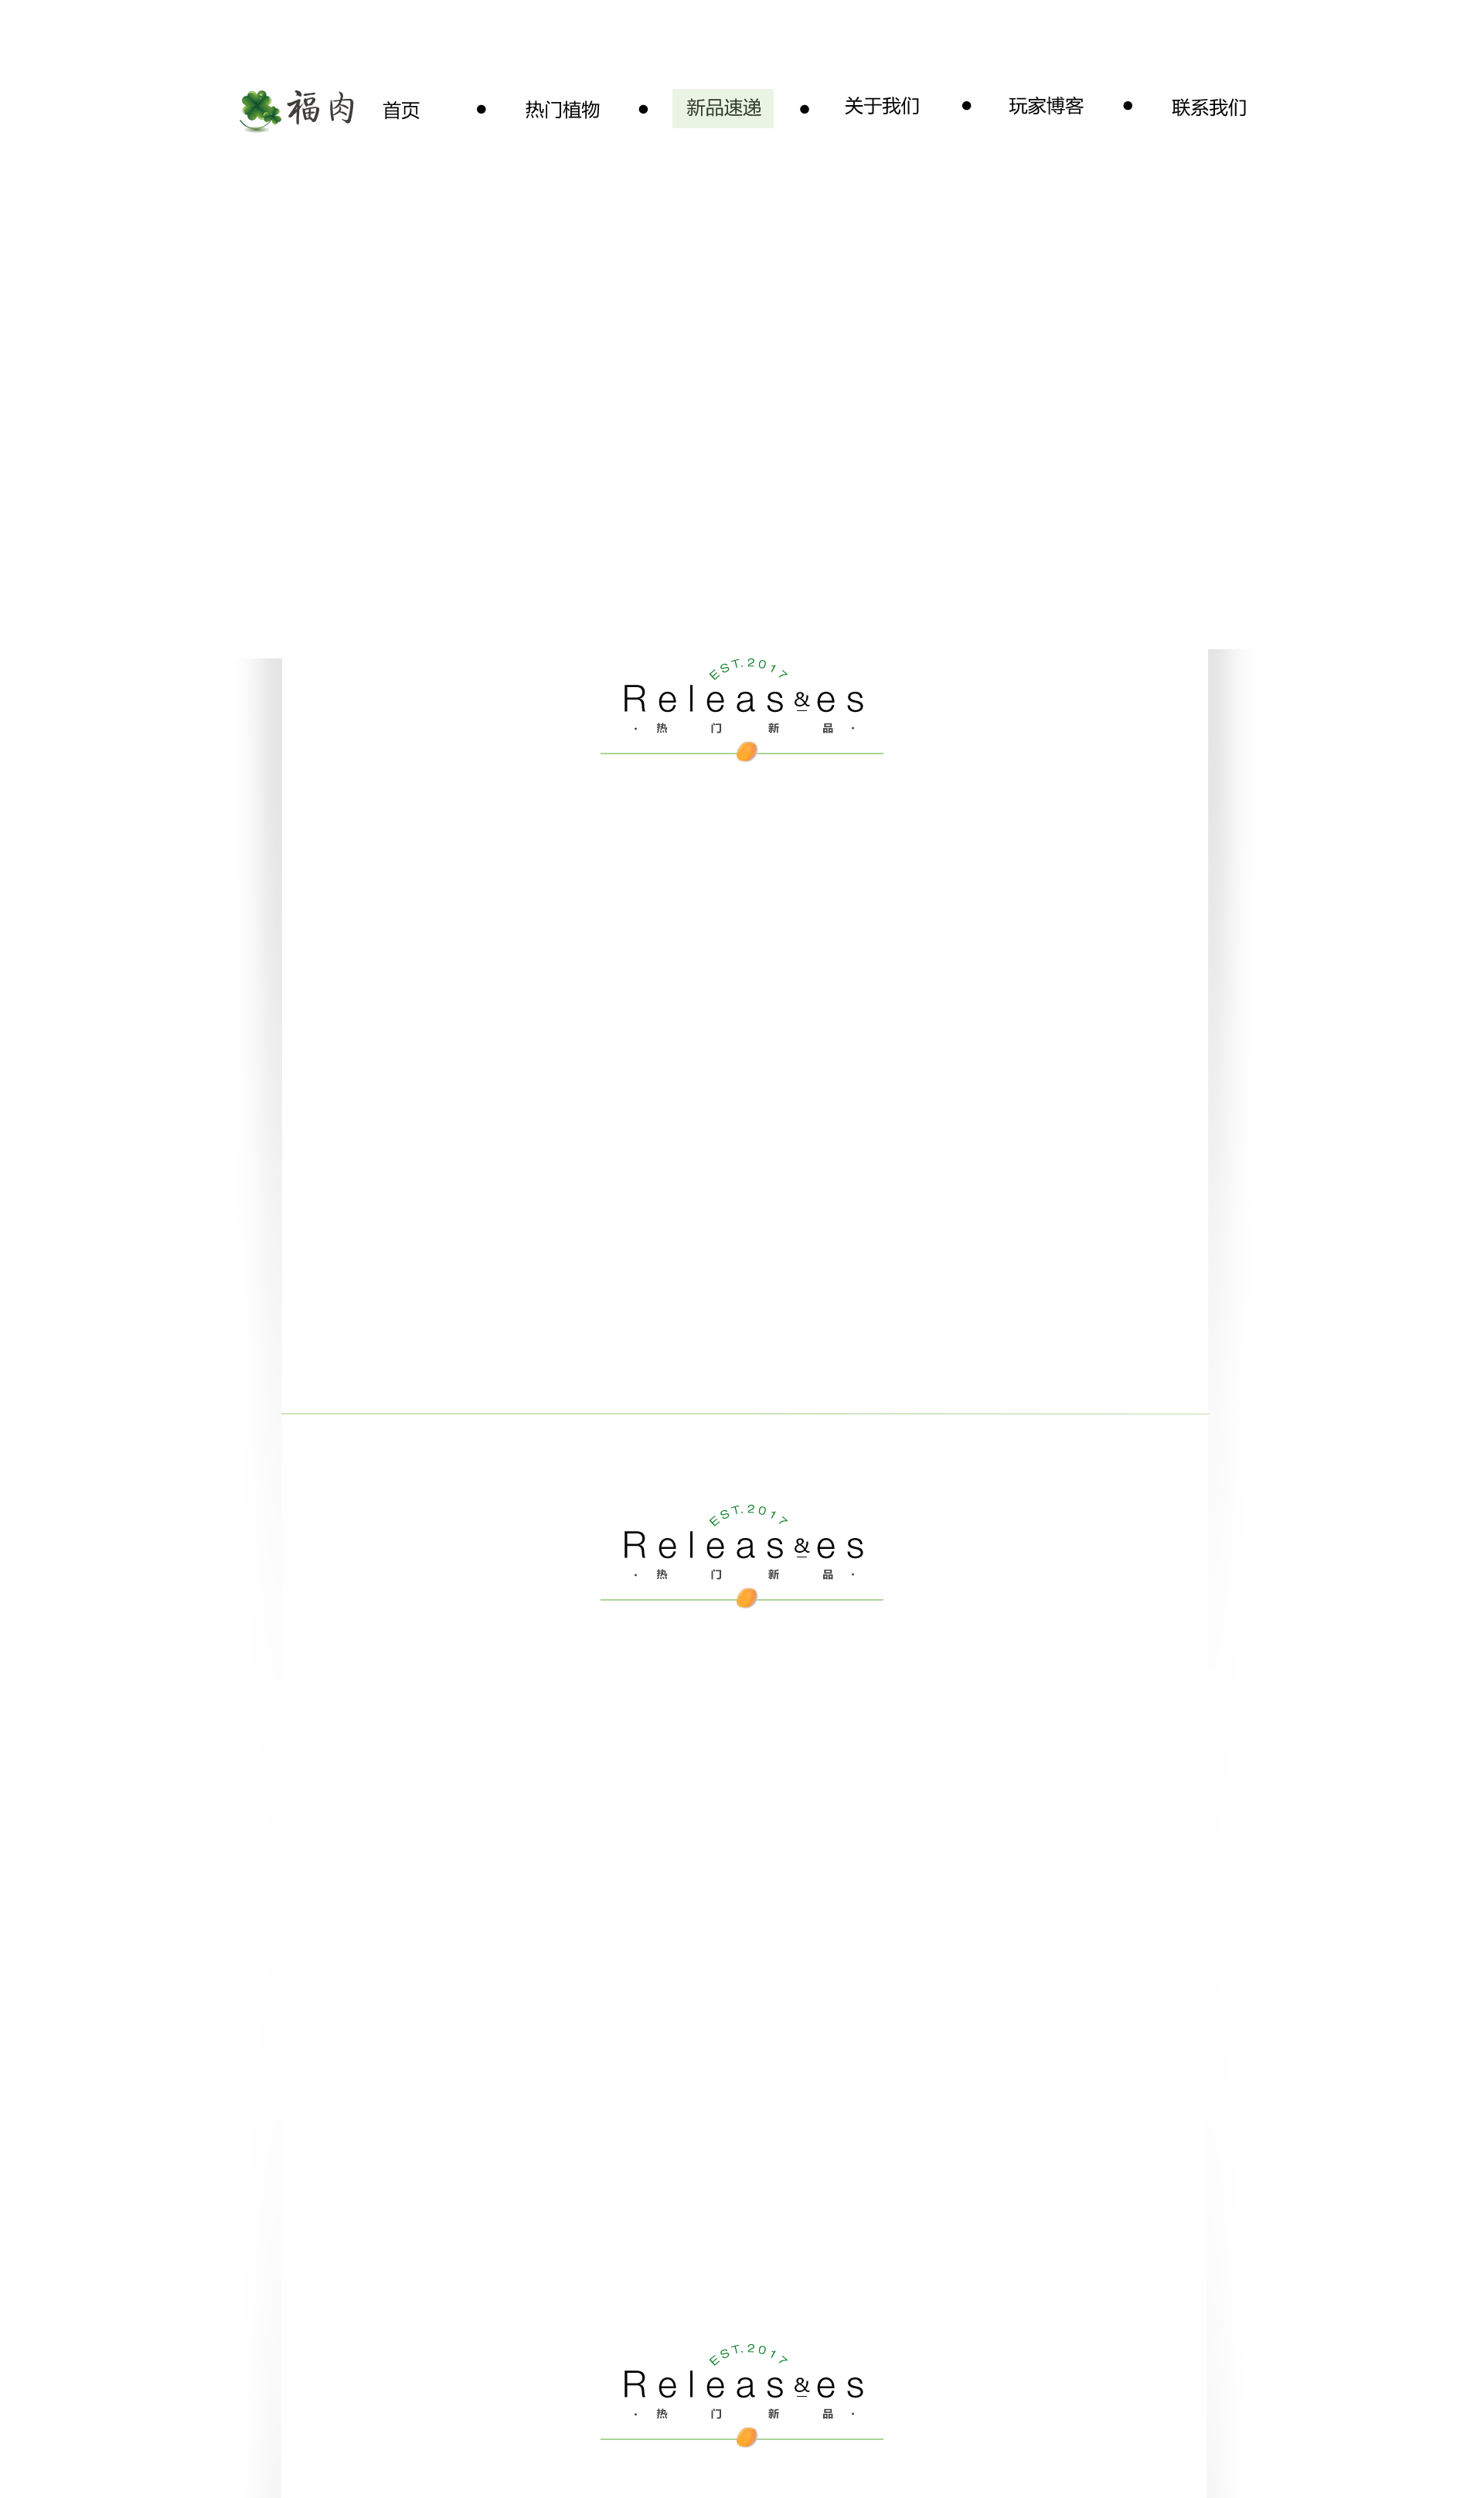 福肉 首页 • 热门植物 • 新品速递 • 关于我们 • 玩家博客 • 联系我们
EST.2017
Releas&es
· 热 门 新 品 ·
EST.2017
Releas&es
· 热 门 新 品 ·
EST.2017
Releas&es
· 热 门 新 品 ·